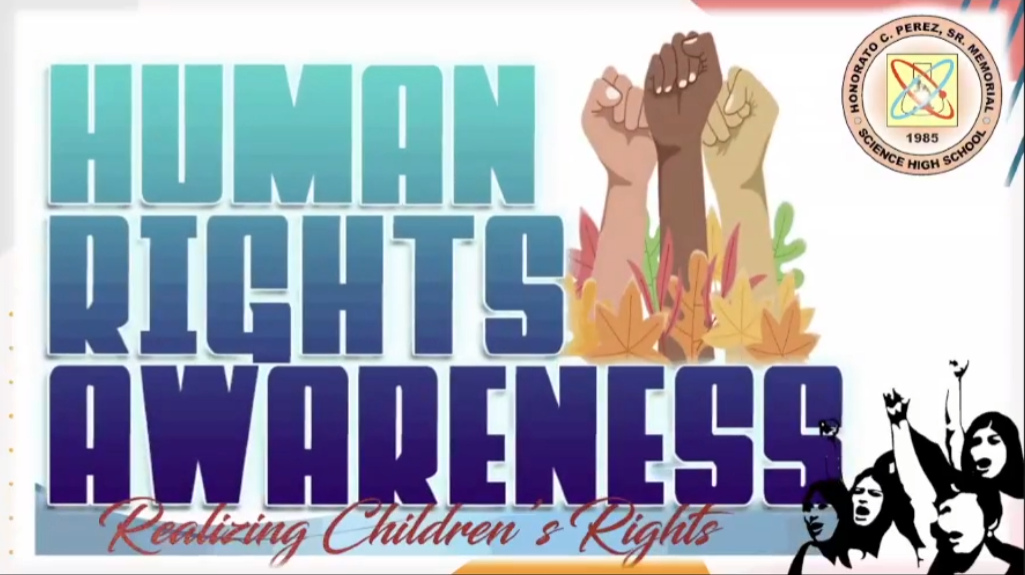 HUMAN
RIGHTS
AWARENESS
Realizing Children's Rights
HONORATO C. PEREZ, SR. MEMORIAL
SCIENCE HIGH SCHOOL
1985